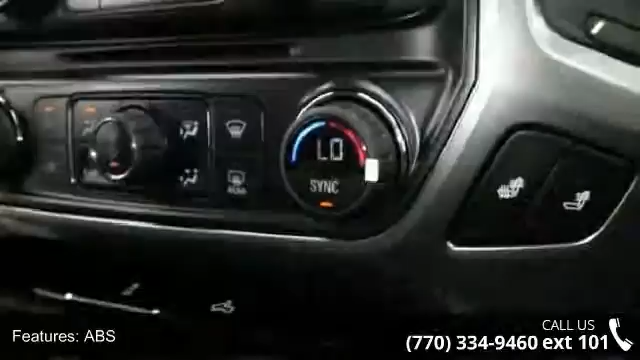 LO
SYNC
Features: ABS
CALL US
(770) 334-9460 ext 101